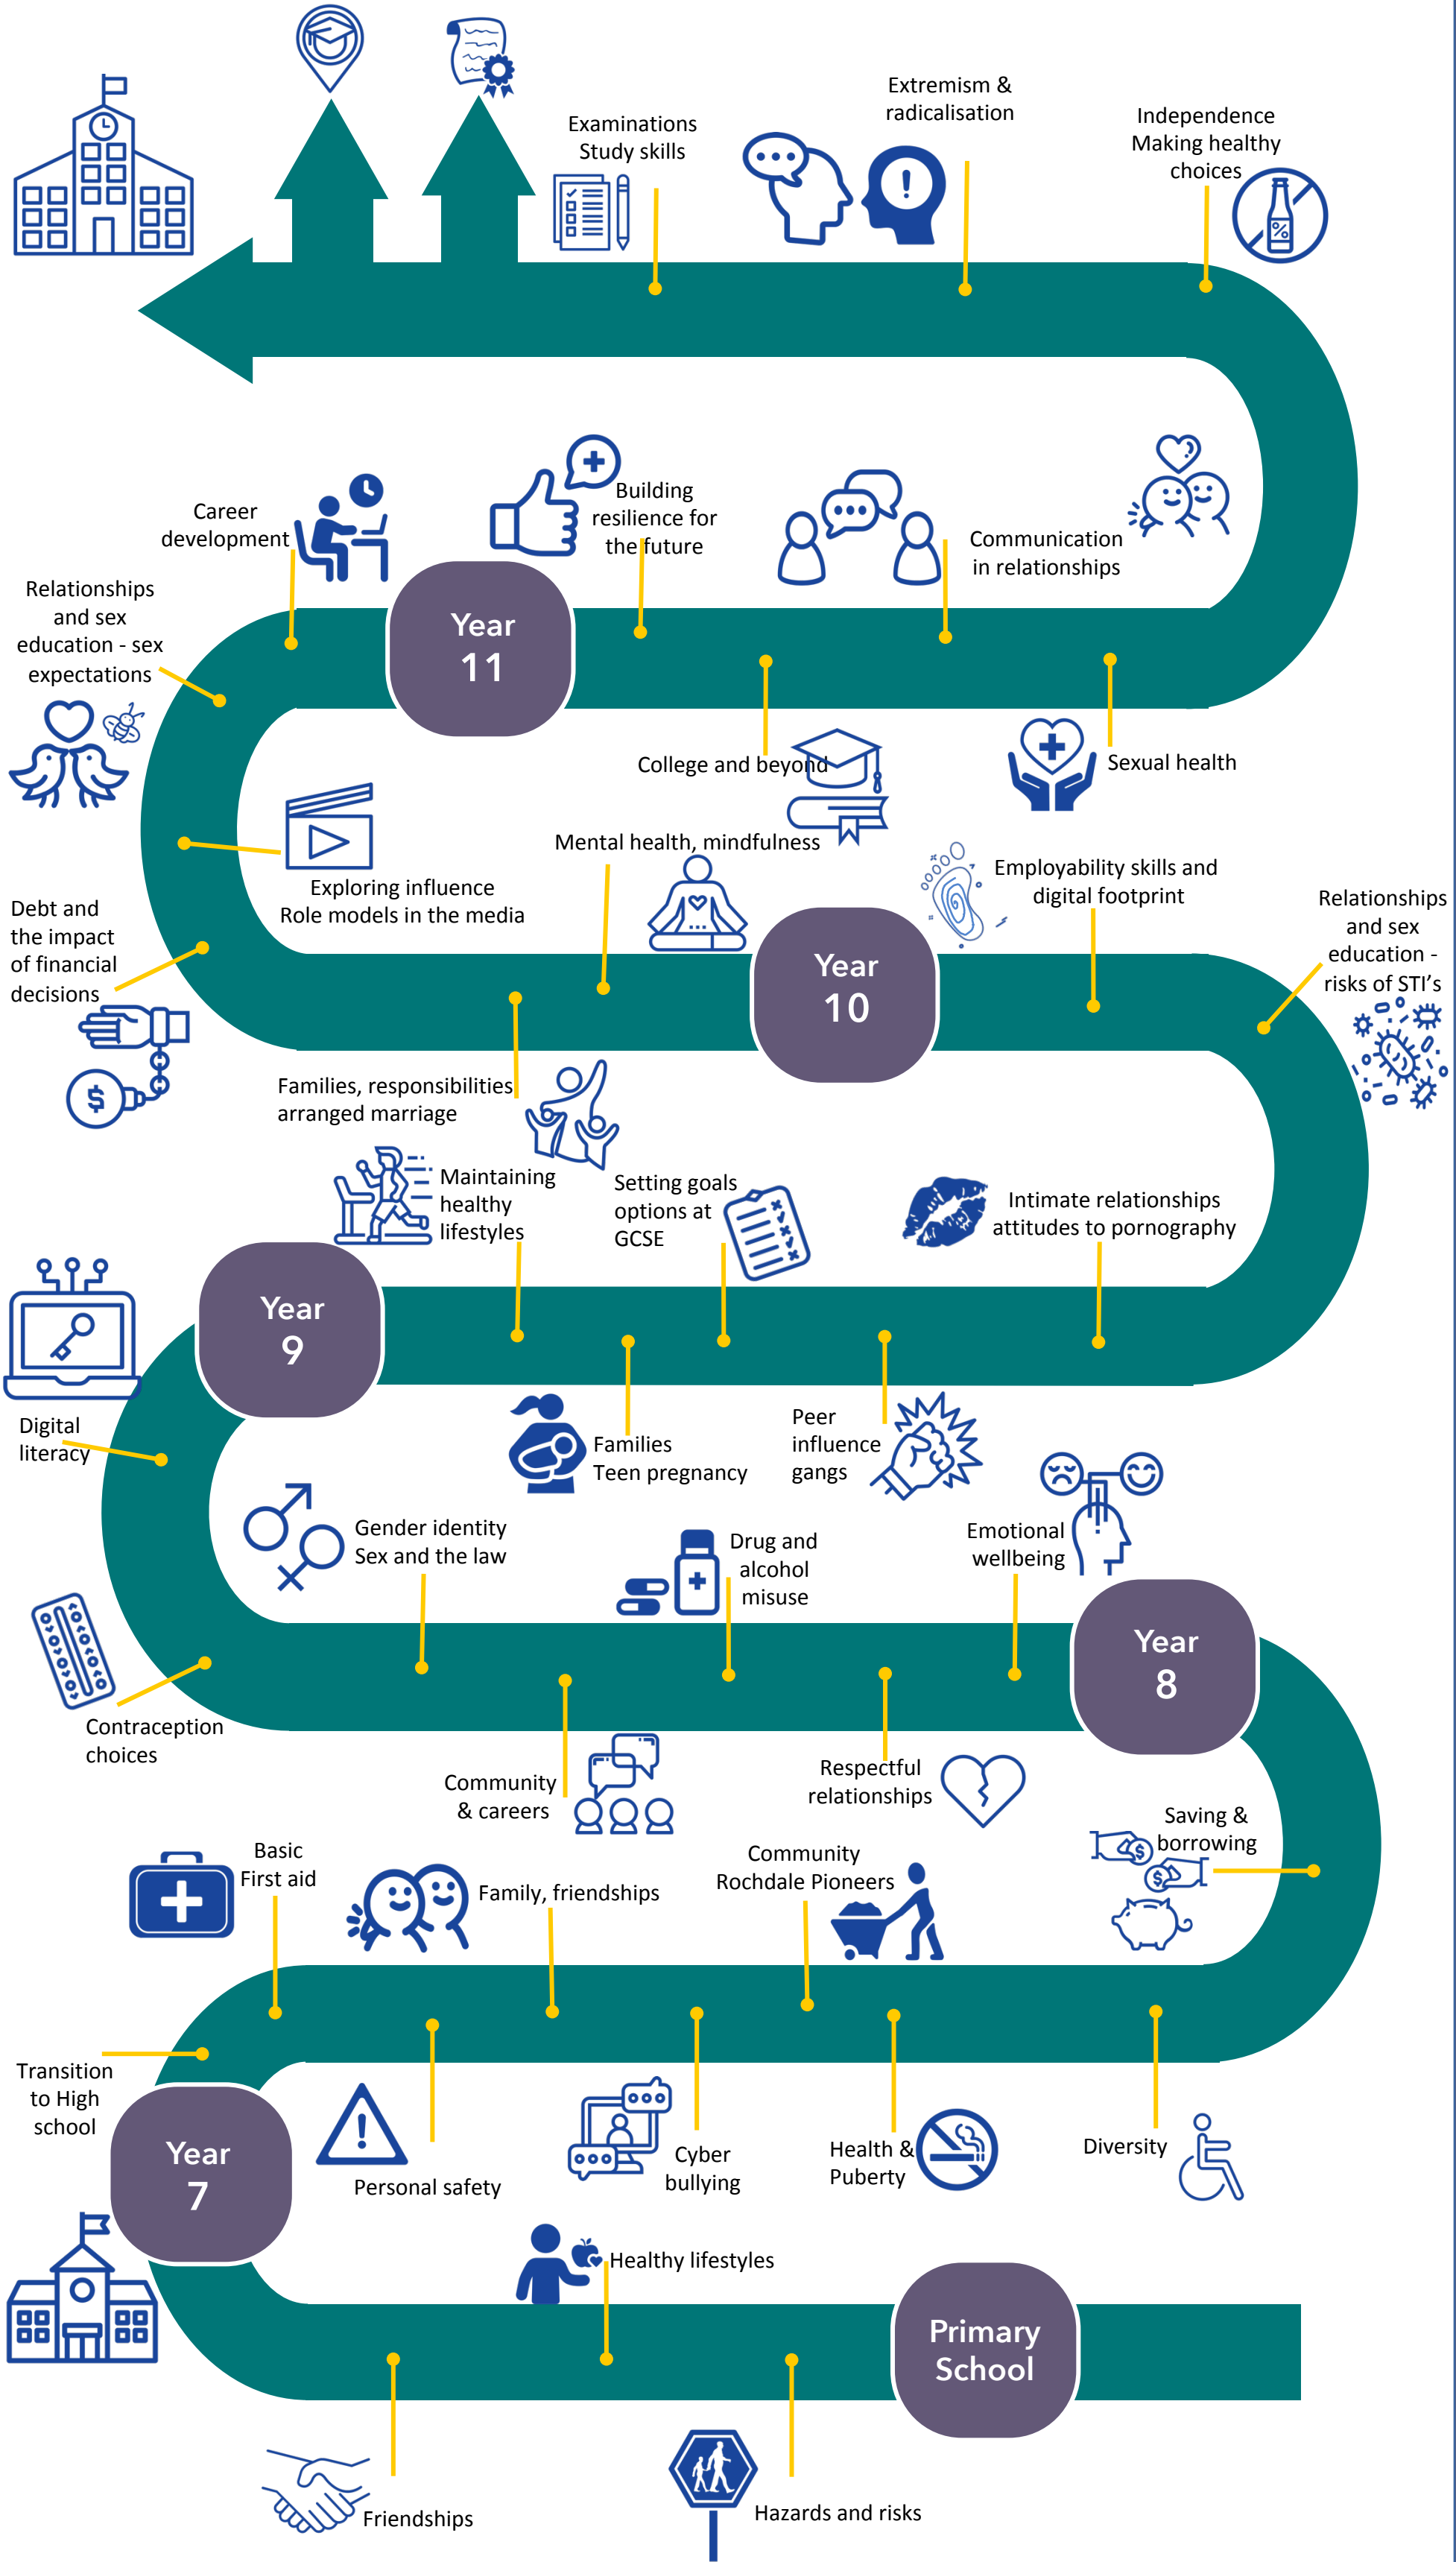 Examinations
Study skills
Extremism &
radicalisation
Independence
Making healthy
choices
%
Career
development
Building
resilience for
the future
Communication
in relationships
Relationships
and sex
education - sex
expectations
Year
11
College and beyond
Sexual health
Exploring influence
Role models in the media
Mental health, mindfulness
Employability skills and
digital footprint
Relationships
and sex
education -
risks of STI's
Debt and
the impact
of financial
decisions
$
Year
10
Families, responsibilities
arranged marriage
Maintaining
healthy
lifestyles
Setting goals
options at
GCSE
Intimate relationships
attitudes to pornography
Year
9
Digital
literacy
Families
Teen pregnancy
Peer
influence
gangs
Gender identity
Sex and the law
Drug and
alcohol
misuse
Emotional
wellbeing
Year
8
Contraception
choices
Community
& careers
Respectful
relationships
Saving &
borrowing
$
$
Basic
First aid
Family, friendships
Community
Rochdale Pioneers
Transition
to High
school
Year
7
Personal safety
Cyber
bullying
Health &
Puberty
Diversity
Healthy lifestyles
Primary
School
Friendships
Hazards and risks